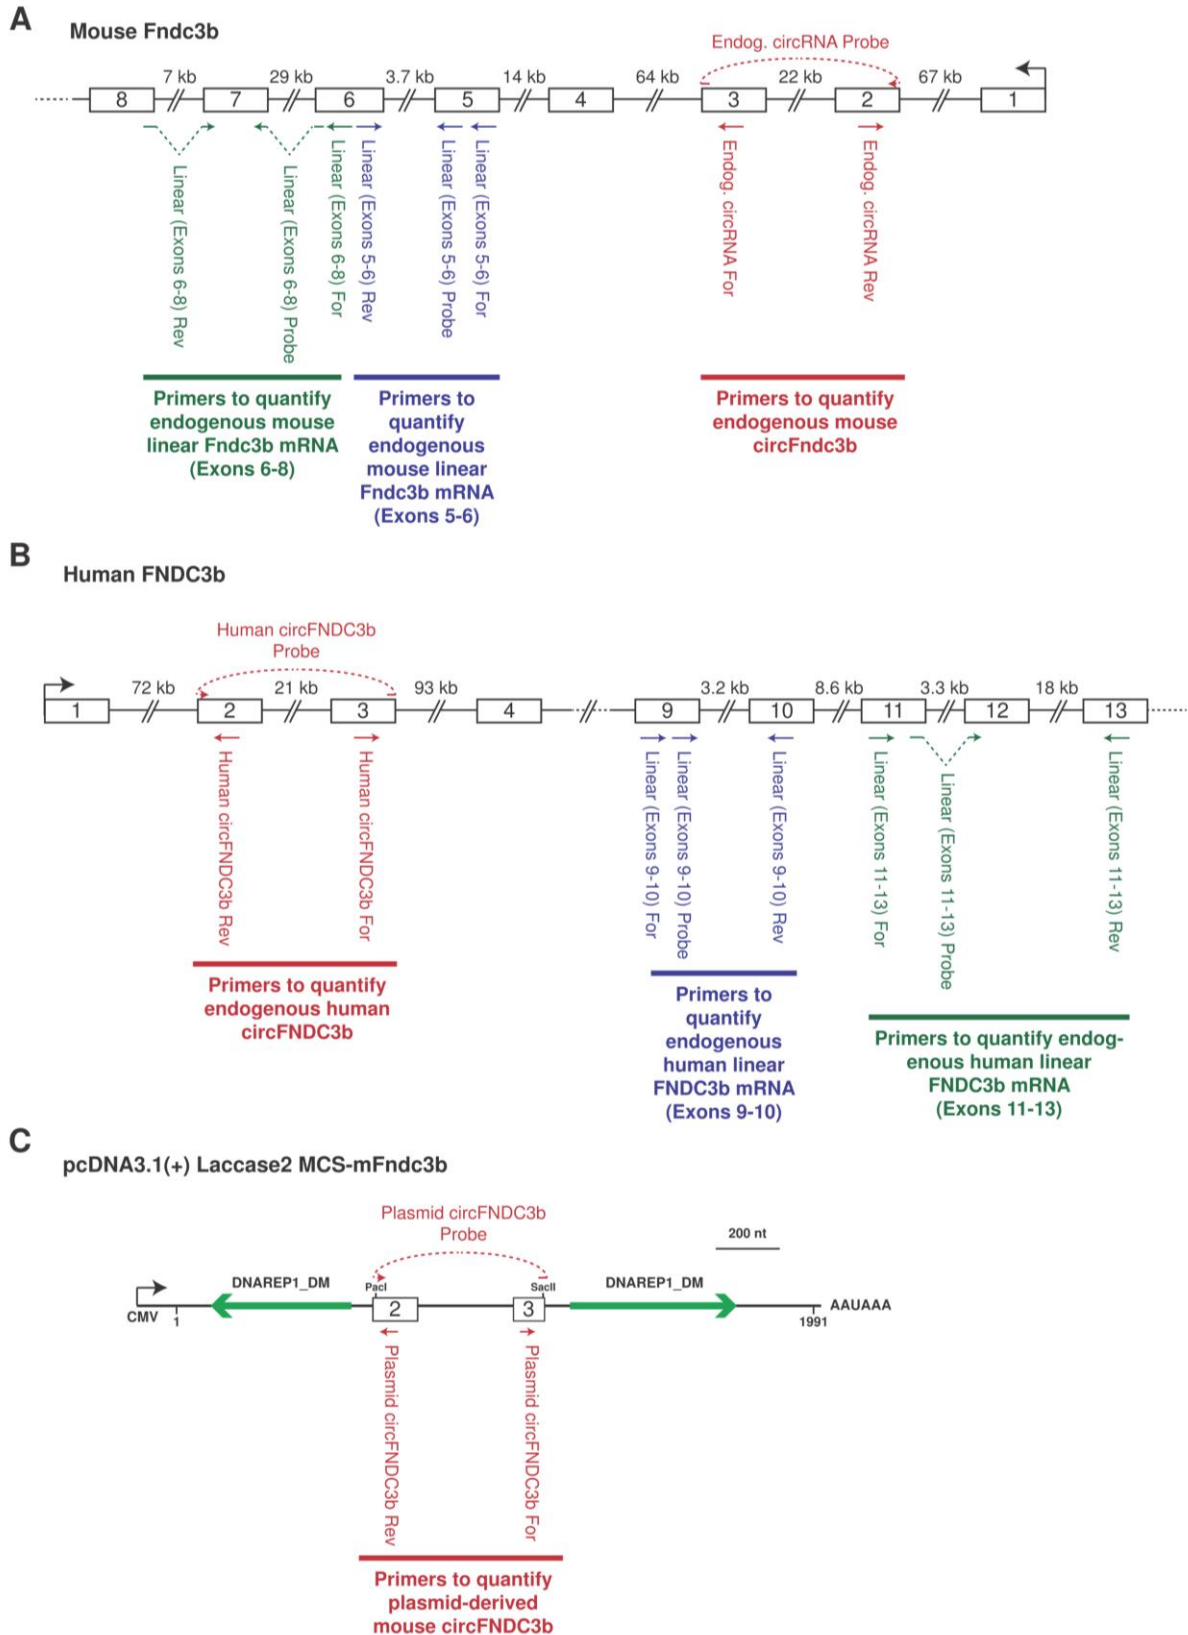 A
Mouse Fndc3b
Endog. circRNA Probe
7 kb
29 kb
3.7 kb
14 kb
64 kb
22 kb
67 kb
8
7
6
5
4
3
2
1
Linear (Exons 6-8) Rev
Linear (Exons 6-8) Probe
Linear (Exons 6-8) For
Linear (Exons 5-6) Rev
Linear (Exons 5-6) Probe
Linear (Exons 5-6) For
Endog. circRNA For
Endog. circRNA Rev
Primers to quantify
endogenous mouse
linear Fndc3b mRNA
(Exons 6-8)
Primers to
quantify
endogenous
mouse linear
Fndc3b mRNA
(Exons 5-6)
Primers to quantify
endogenous mouse
circFndc3b
B
Human FNDC3b
Human circFNDC3b
Probe
72 kb
21 kb
93 kb
3.2 kb
8.6 kb
3.3 kb
18 kb
1
2
3
4
9
10
11
12
13
Human circFNDC3b Rev
Human circFNDC3b For
Linear (Exons 9-10) For
Linear (Exons 9-10) Probe
Linear (Exons 9-10) Rev
Linear (Exons 11-13) For
Linear (Exons 11-13) Probe
Linear (Exons 11-13) Rev
Primers to quantify
endogenous human
circFNDC3b
Primers to
quantify
endogenous
human linear
FNDC3b mRNA
(Exons 9-10)
Primers to quantify endog-
enous human linear
FNDC3b mRNA
(Exons 11-13)
C
pcDNA3.1(+) Laccase2 MCS-mFndc3b
Plasmid circFNDC3b
Probe
200 nt
DNAREP1_DM
PacI
SacII
DNAREP1_DM
CMV
1
2
3
1991
AAUAAA
Plasmid circFNDC3b Rev
Plasmid circFNDC3b For
Primers to quantify
plasmid-derived
mouse circFNDC3b